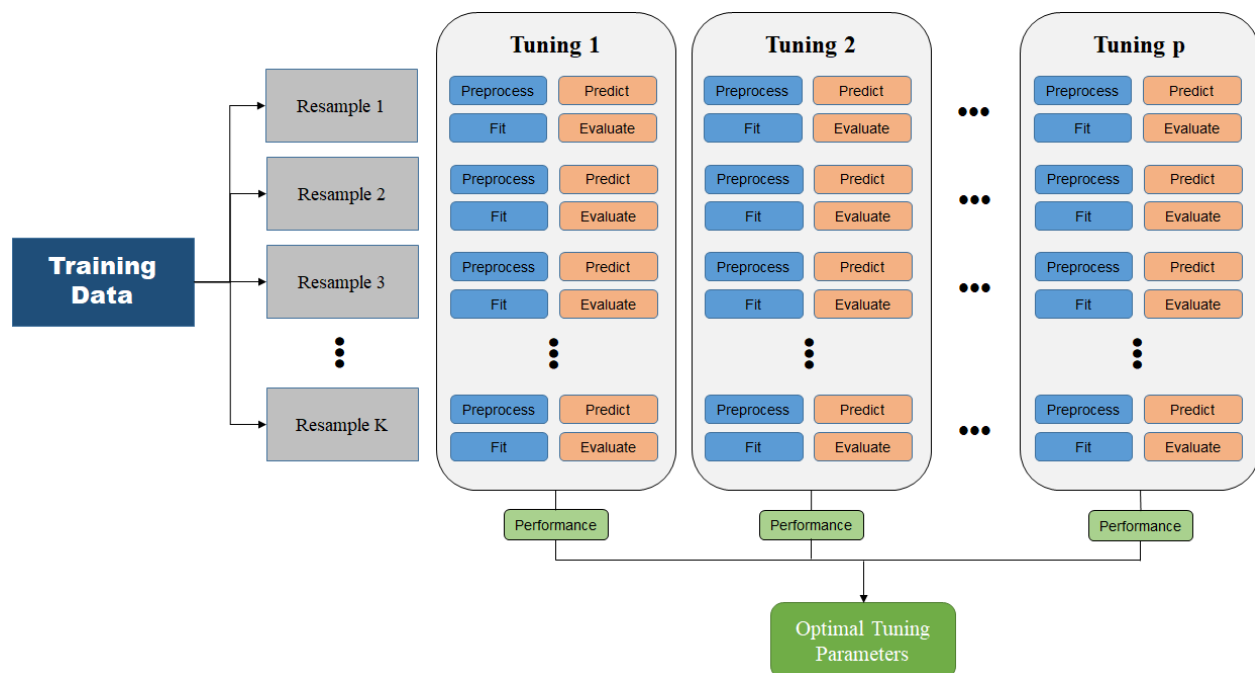 Tuning 1
Tuning 2
Tuning p
Resample 1
Preprocess Predict
Preprocess Predict
Preprocess Predict
Fit Evaluate
Fit Evaluate
Fit Evaluate
Resample 2
Preprocess Predict
Preprocess Predict
Preprocess Predict
Fit Evaluate
Fit Evaluate
Fit Evaluate
Training
Data
Resample 3
Preprocess Predict
Preprocess Predict
Preprocess Predict
Fit Evaluate
Fit Evaluate
Fit Evaluate
Resample K
Preprocess Predict
Preprocess Predict
Preprocess Predict
Fit Evaluate
Fit Evaluate
Fit Evaluate
Performance
Performance
Performance
Optimal Tuning
Parameters